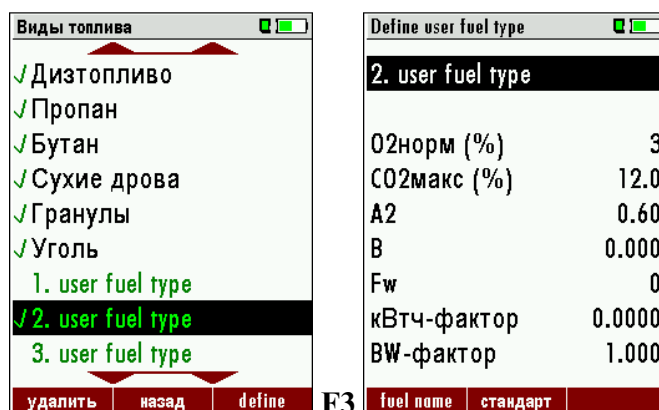 Виды топлива
✓Дизтопливо
✓Пропан
✓Бутан
✓Сухие дрова
✓Гранулы
✓Уголь
1. user fuel type
✓2. user fuel type
3. user fuel type
удалить назад define
F3
Define user fuel type
2. user fuel type
O2норм (%) 3
CO2макс (%) 12.0
A2 0.60
B 0.000
Fw 0
кВтч-фактор 0.0000
BW-фактор 1.000
fuel name стандарт